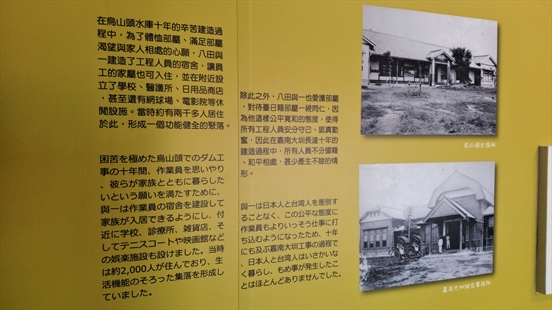 在烏山頭水庫十年的辛苦建造過
程中，為了體恤部屬、滿足部屬
渴望與家人相處的心願，八田與
一建造了工程人員的宿舍，讓員
工的家屬也可入住，並在附近設
立了學校、醫護所、日用商品店
，甚至還有網球場、電影院等休
閒設施。當時約有兩千多人居住
於此，形成一個功能健全的聚落。
困苦を極めた烏山頭でのダム工
事の十年間、作業員を思いやり
、彼らが家族とともに暮らした
いという願いを満たすために、
與一は作業員の宿舎を建設して
家族が入居できるようにし、付
近に学校、診療所、雑貨店、そ
してテニスコートや映画館など
の娯楽施設も設けました。当時
は約2,000人が住んでおり、生
活機能のそろった集落を形成し
ていました。
除此之外，八田與一也愛護部屬
，對待臺日籍部屬一視同仁，因
為他這樣公平寬和的態度，使得
所有工程人員安分守己、認真勤
奮，因此在嘉南大圳長達十年的
建造過程中，所有人員不分國籍
、和平相處，甚少產生不睦的情
形。
與一は日本人と台湾人を差別す
ることなく、この公平な態度に
作業員もよりいっそう仕事に打
ち込むようになったため、十年
にも及ぶ嘉南大圳工事の過程で
、日本人と台湾人はいさかいな
く暮らし、もめ事が発生したこ
とはほとんどありませんでした。